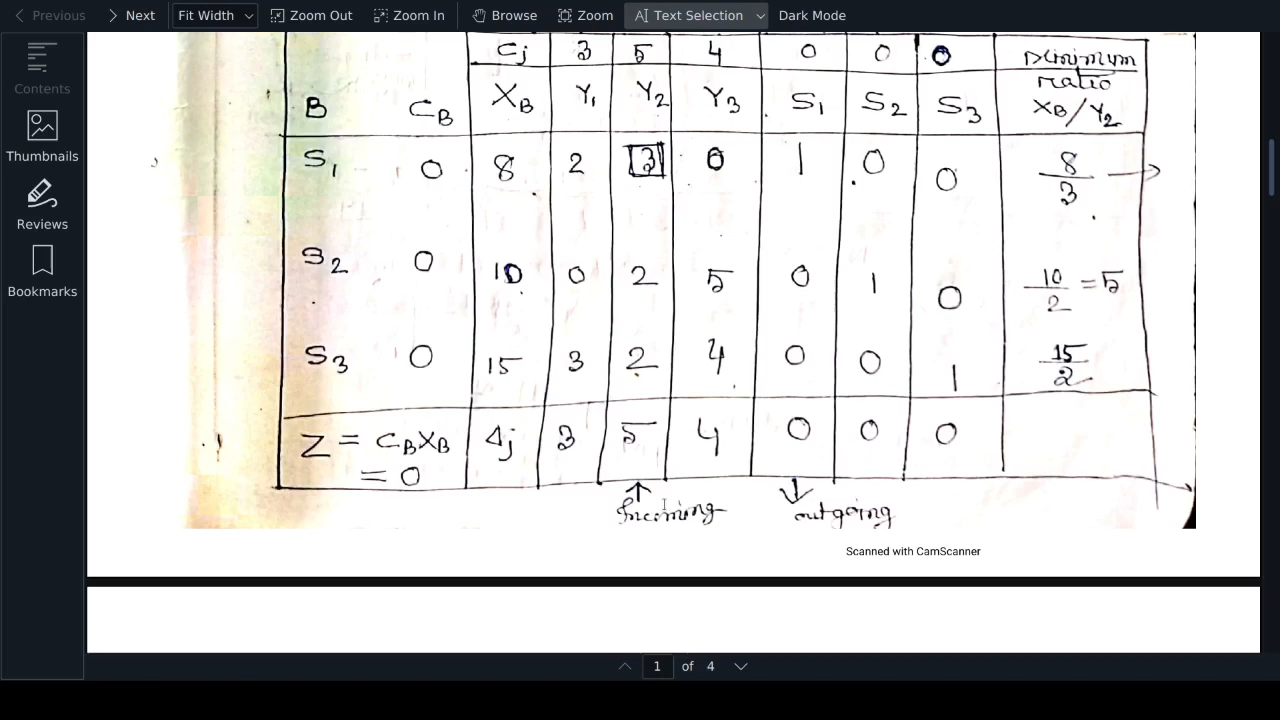 Previous Next Fit Width Zoom Out Zoom In Browse Zoom Text Selection Dark Mode
Contents
Thumbnails
Reviews
Bookmarks
Cj 3 5 4 0 0 0 Minimum ratio XB/Y2
B CB XB Y1 Y2 Y3 S1 S2 S3
S1 0 8 2 3 0 1 0 0 8/3
S2 0 10 0 2 5 0 1 0 10/2 = 5
S3 0 15 3 2 4 0 0 1 15/2
Z = CBXB Δj 3 5 4 0 0 0
= 0
Incoming outgoing
Scanned with CamScanner
1 of 4